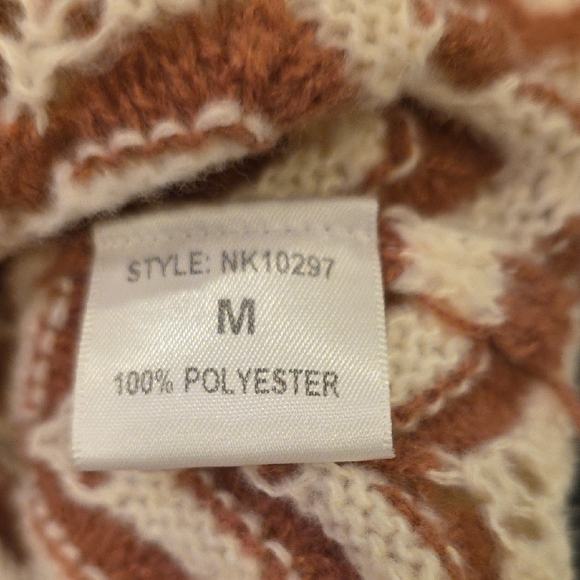 STYLE: NK10297
M
100% POLYESTER